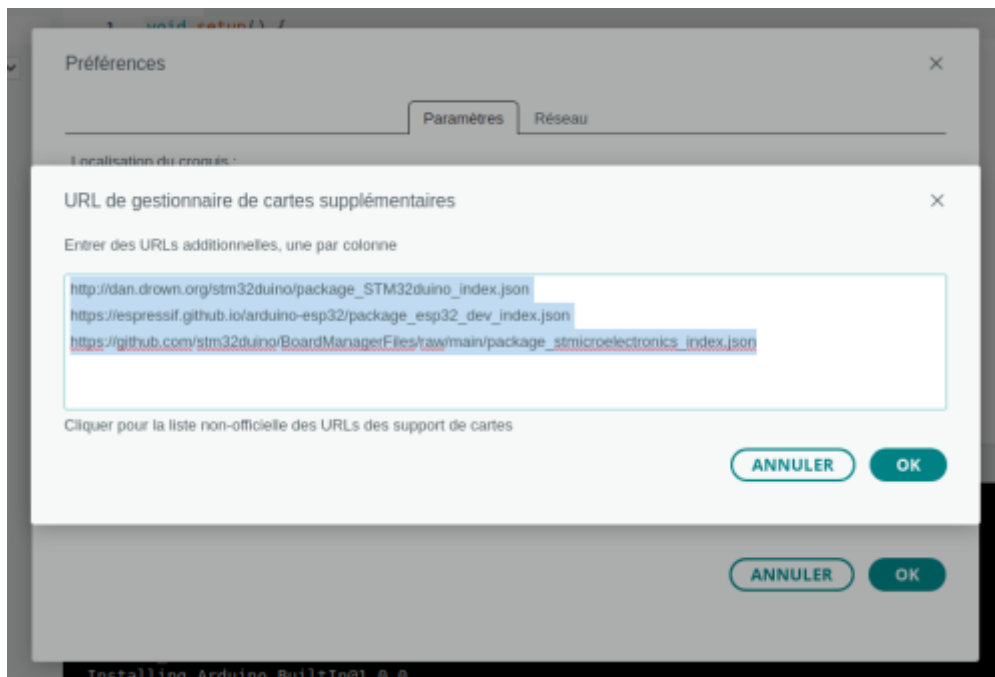 1 void setup() {
Préférences
Paramètres Réseau
Localisation du croquis :
URL de gestionnaire de cartes supplémentaires
Entrer des URLs additionnelles, une par colonne
http://dan.drown.org/stm32duino/package_STM32duino_index.json
https://espressif.github.io/arduino-esp32/package_esp32_dev_index.json
https://github.com/stm32duino/BoardManagerFiles/raw/main/package_stmicroelectronics_index.json
Cliquer pour la liste non-officielle des URLs des support de cartes
ANNULER OK
ANNULER OK
Installing Arduino_BuiltIn@1.0.0